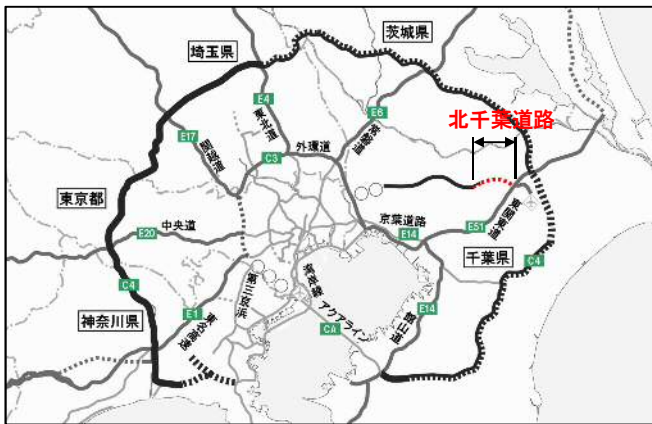 茨城県
埼玉県
E4
東北道
E6
常磐道
北千葉道路
E17
関越道
外環道
C3
東京都
東関東道
中央道
E20
京葉道路
E14
E51
千葉県
C4
第三京浜
C4
アクアライン
E14
館山道
神奈川県
E1
東名高速
CA